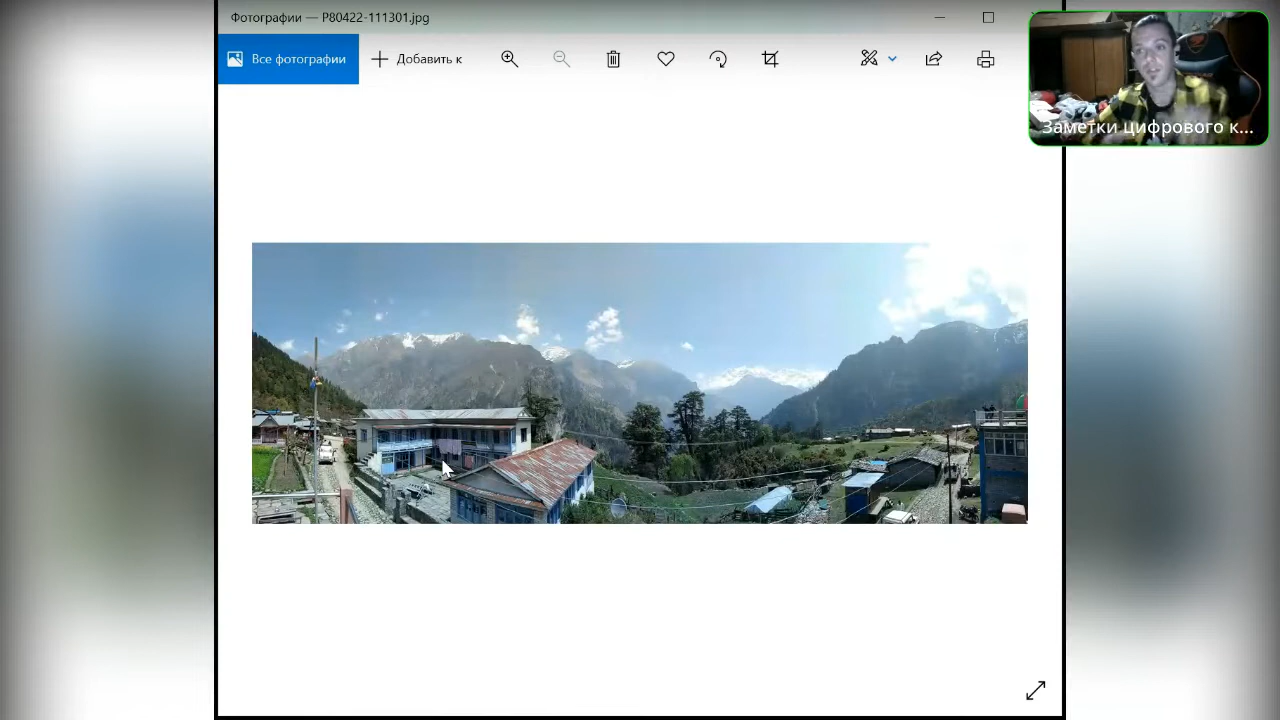 Фотографии — P80422-111301.jpg
Все фотографии
Добавить к
Заметки цифрового к...